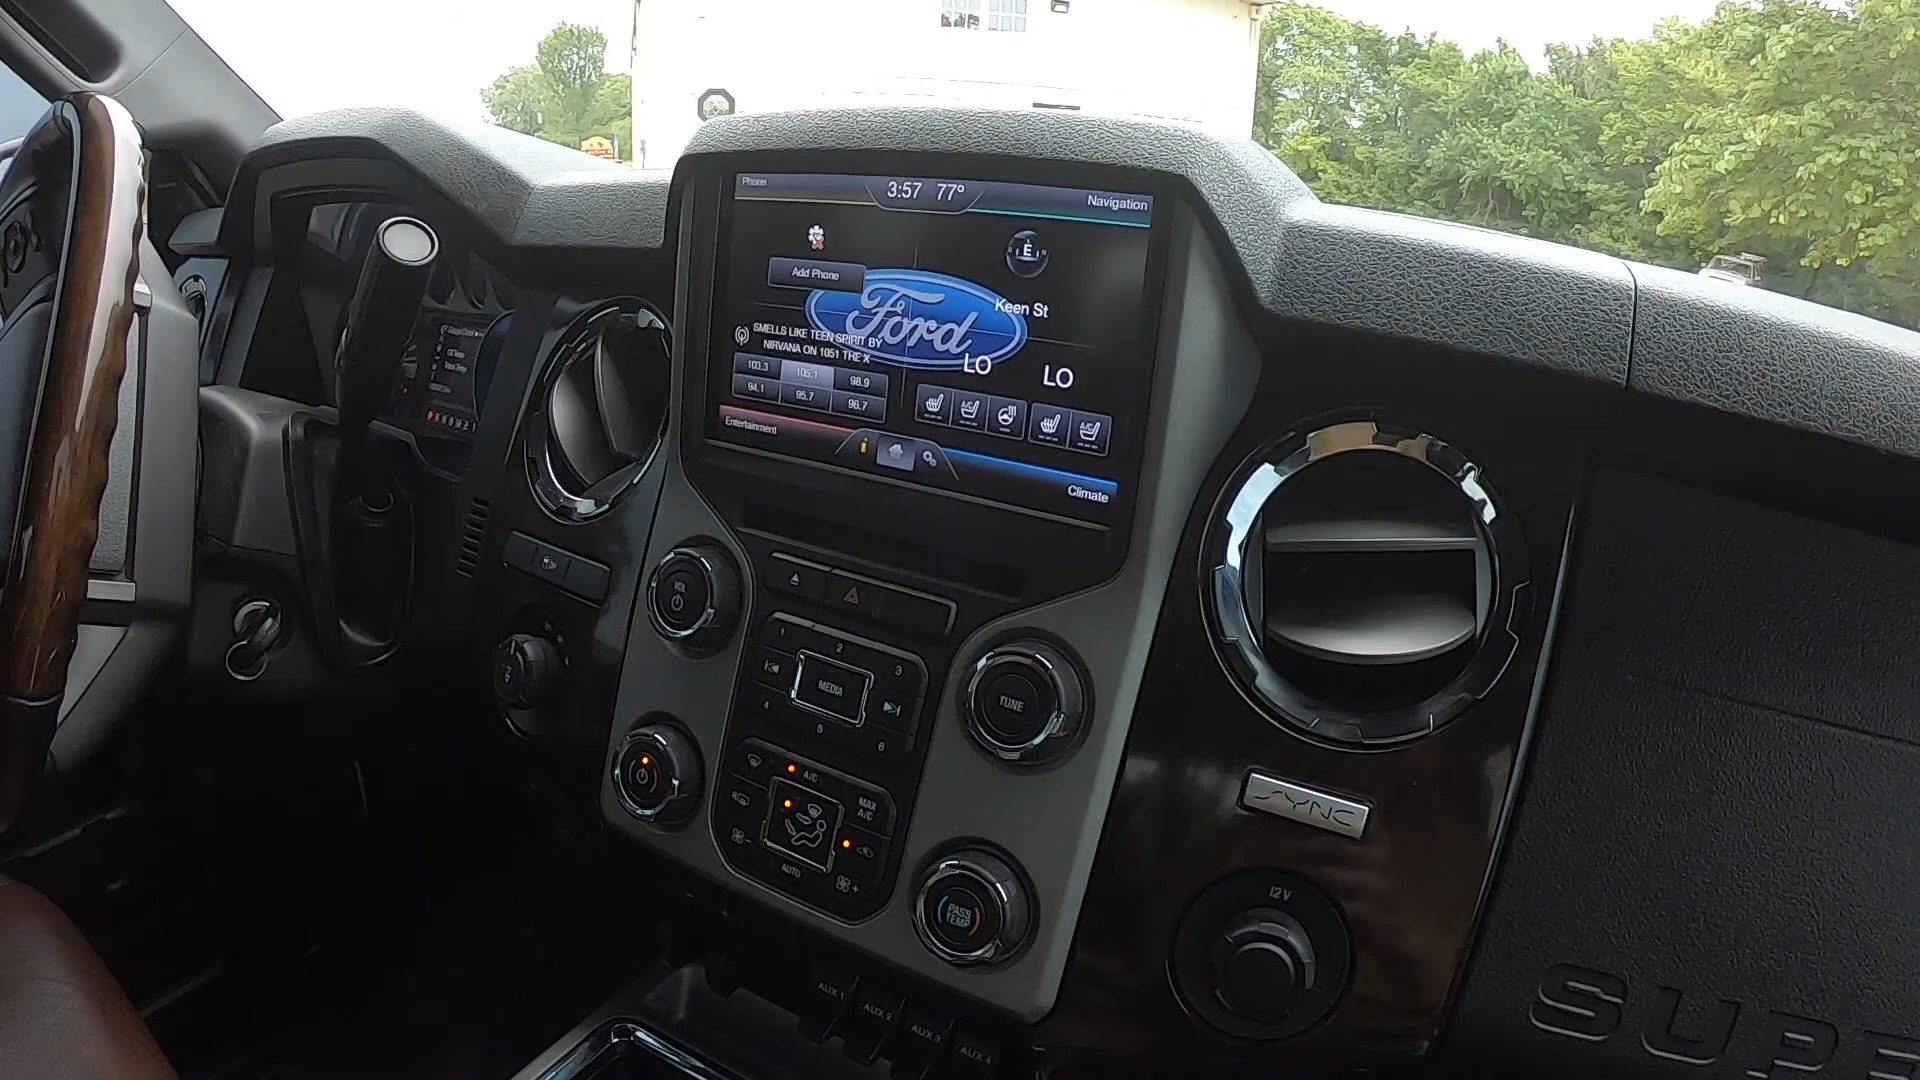 Phone
3:57 77°
Navigation
E
Add Phone
Ford
Keen St
SMELLS LIKE TEEN SPIRIT BY
NIRVANA ON 1051 THE X
LO LO
103.3 105.1 98.9
94.1 95.7 98.7
A/C
A/C
Entertainment
Climate
VOL
1
2
3
MEDIA
4
5
6
TUNE
A/C
MAX
A/C
R
AUTO
PASS
TEMP
SYNC
12V
AUX 1
AUX 2
AUX 3
AUX 4
SUPE